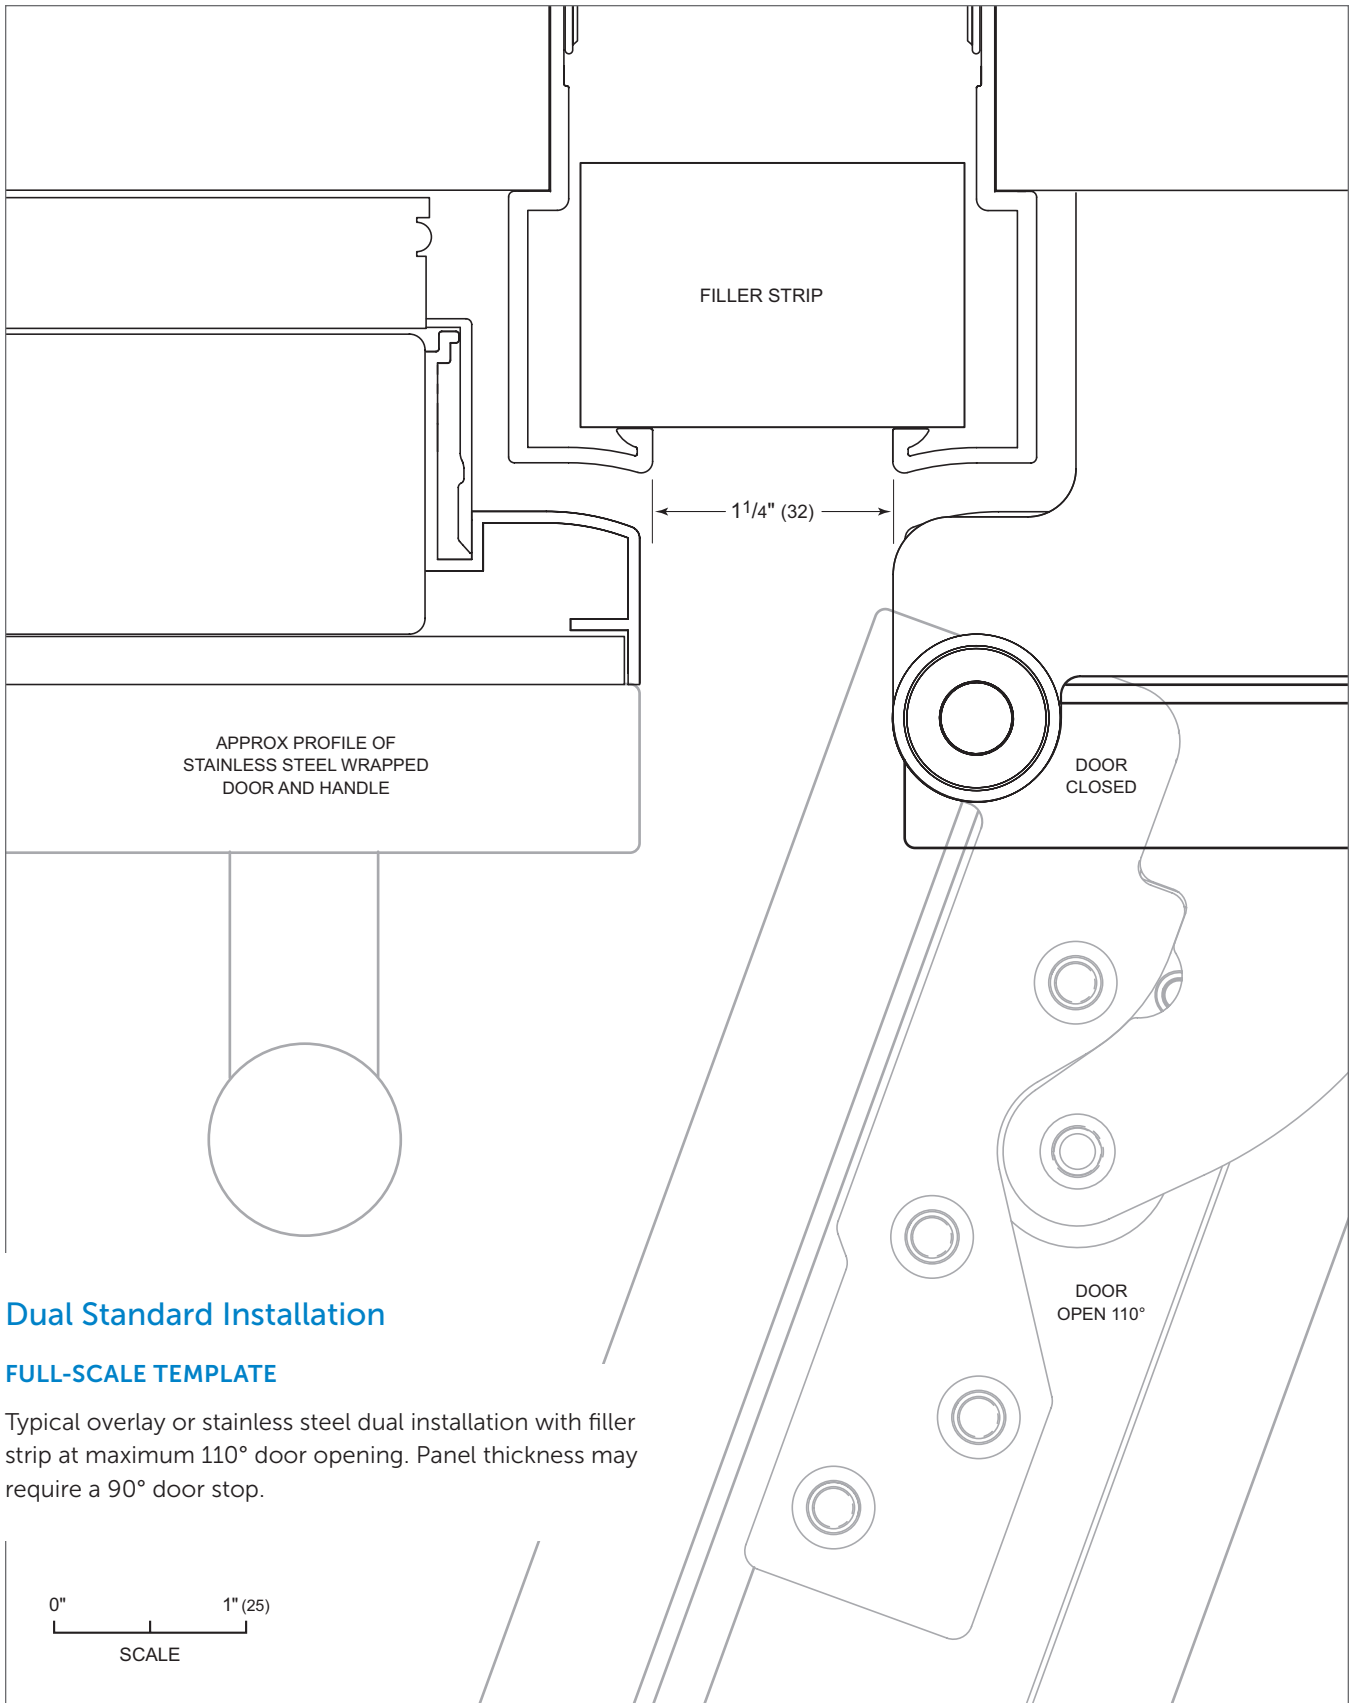 FILLER STRIP
1 1/4" (32)
APPROX PROFILE OF
STAINLESS STEEL WRAPPED
DOOR AND HANDLE
DOOR
CLOSED
DOOR
OPEN 110°
Dual Standard Installation
FULL-SCALE TEMPLATE
Typical overlay or stainless steel dual installation with filler
strip at maximum 110° door opening. Panel thickness may
require a 90° door stop.
0" 1" (25)
SCALE